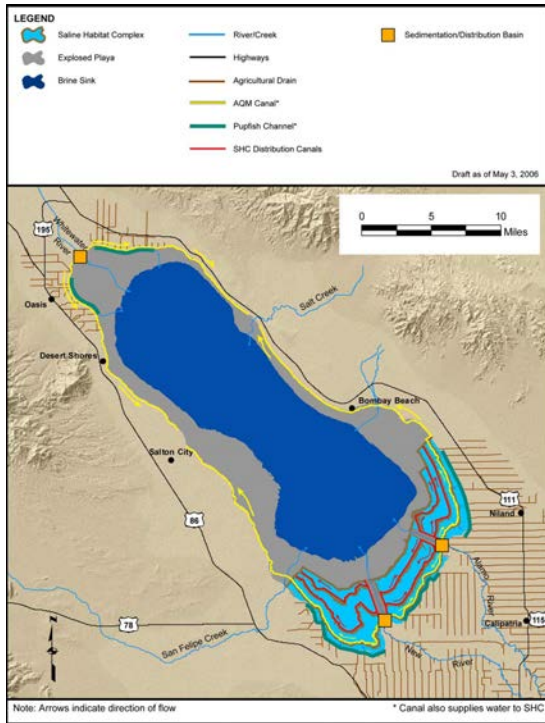 LEGEND
Saline Habitat Complex
Explosed Playa
Brine Sink
River/Creek
Highways
Agricultural Drain
AQM Canal*
Pupfish Channel*
SHC Distribution Canals
Sedimentation/Distribution Basin
Draft as of May 3, 2006
0 5 10
Miles
195
Whitewater
River
Oasis
Salt Creek
Desert Shores
Bombay Beach
Salton City
111
Niland
86
Alamo
River
Calipatria
115
78
San Felipe Creek
New
River
N
Note: Arrows indicate direction of flow
* Canal also supplies water to SHC